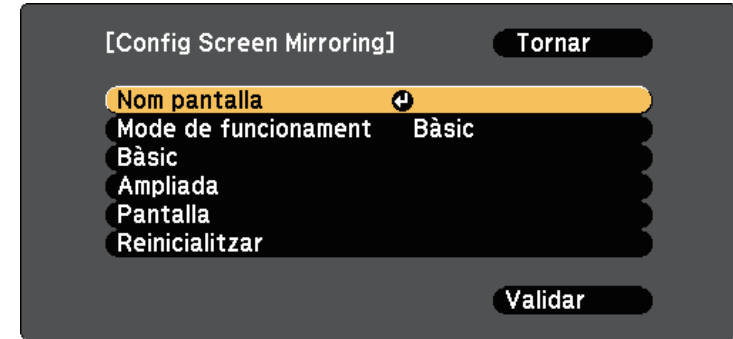 [Config Screen Mirroring] Tornar
Nom pantalla
Mode de funcionament Bàsic
Bàsic
Ampliada
Pantalla
Reinicialitzar
Validar